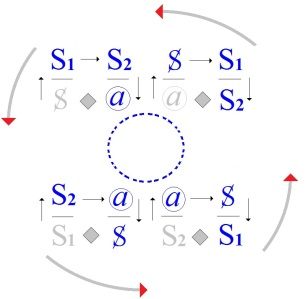 S1 → S2 $ → S1
$ a a S2
S2 → a a → $
S1 $ S2 S1